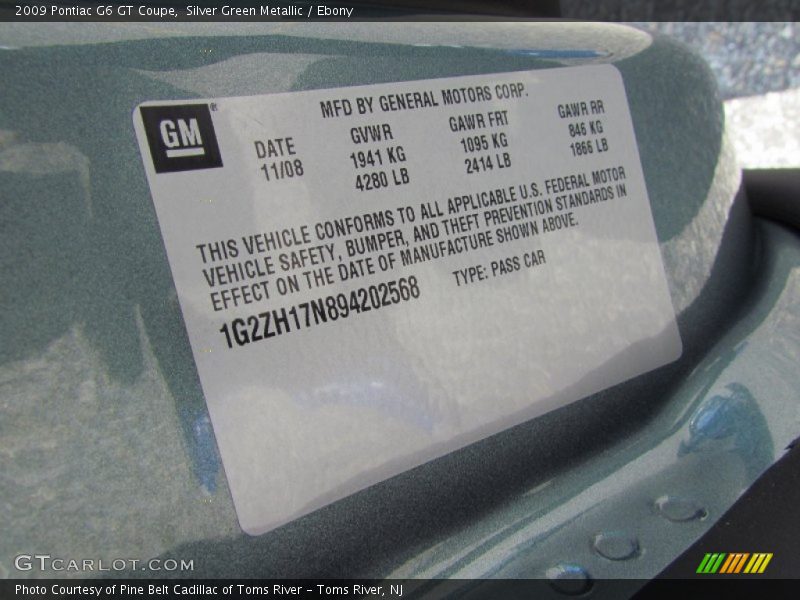 2009 Pontiac G6 GT Coupe, Silver Green Metallic / Ebony
GM®
MFD BY GENERAL MOTORS CORP.
DATE GVWR GAWR FRT GAWR RR
11/08 1941 KG 1095 KG 846 KG
4280 LB 2414 LB 1866 LB
THIS VEHICLE CONFORMS TO ALL APPLICABLE U.S. FEDERAL MOTOR
VEHICLE SAFETY, BUMPER, AND THEFT PREVENTION STANDARDS IN
EFFECT ON THE DATE OF MANUFACTURE SHOWN ABOVE.
1G2ZH17N894202568 TYPE: PASS CAR
GTCARLOT.COM
Photo Courtesy of Pine Belt Cadillac of Toms River – Toms River, NJ